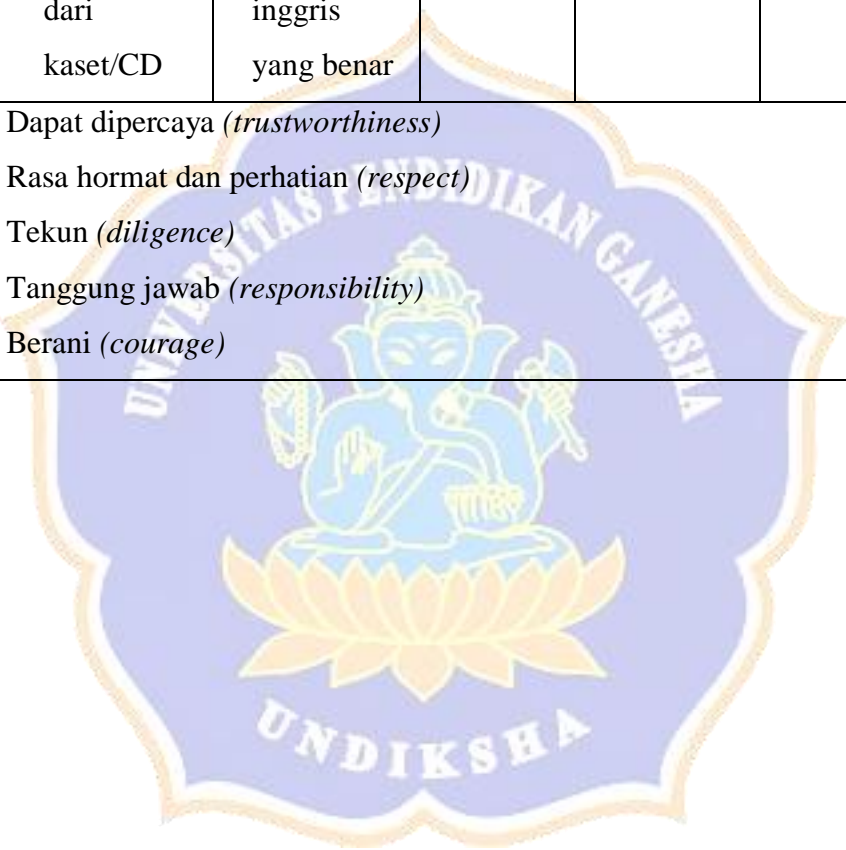 dari inggris
kaset/CD yang benar
Dapat dipercaya (trustworthiness)
Rasa hormat dan perhatian (respect)
Tekun (diligence)
Tanggung jawab (responsibility)
Berani (courage)
UNIVERSITAS PENDIDIKAN GANESHA
UNDIKSHA